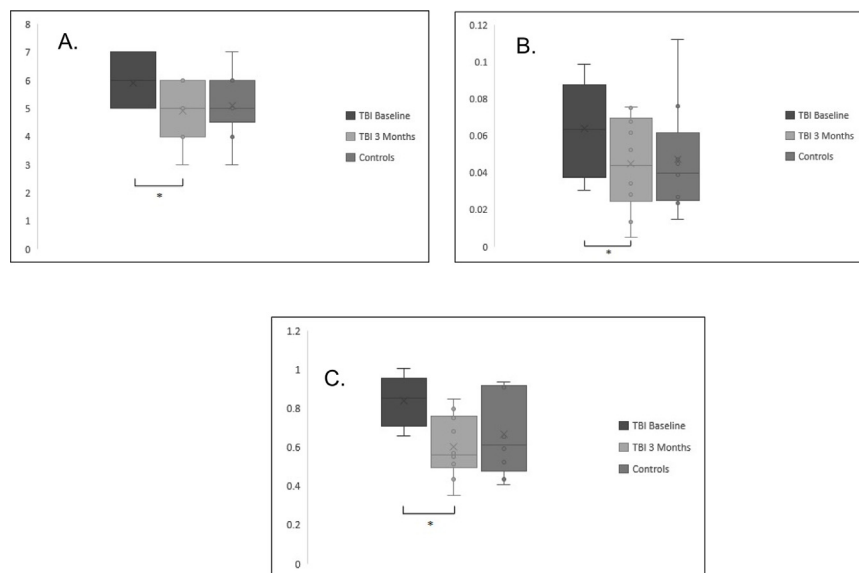 A.
8
7
6
5
4
3
2
1
0
TBI Baseline
TBI 3 Months
Controls
*
B.
0.12
0.1
0.08
0.06
0.04
0.02
0
TBI Baseline
TBI 3 Months
Controls
*
C.
1.2
1
0.8
0.6
0.4
0.2
0
TBI Baseline
TBI 3 Months
Controls
*